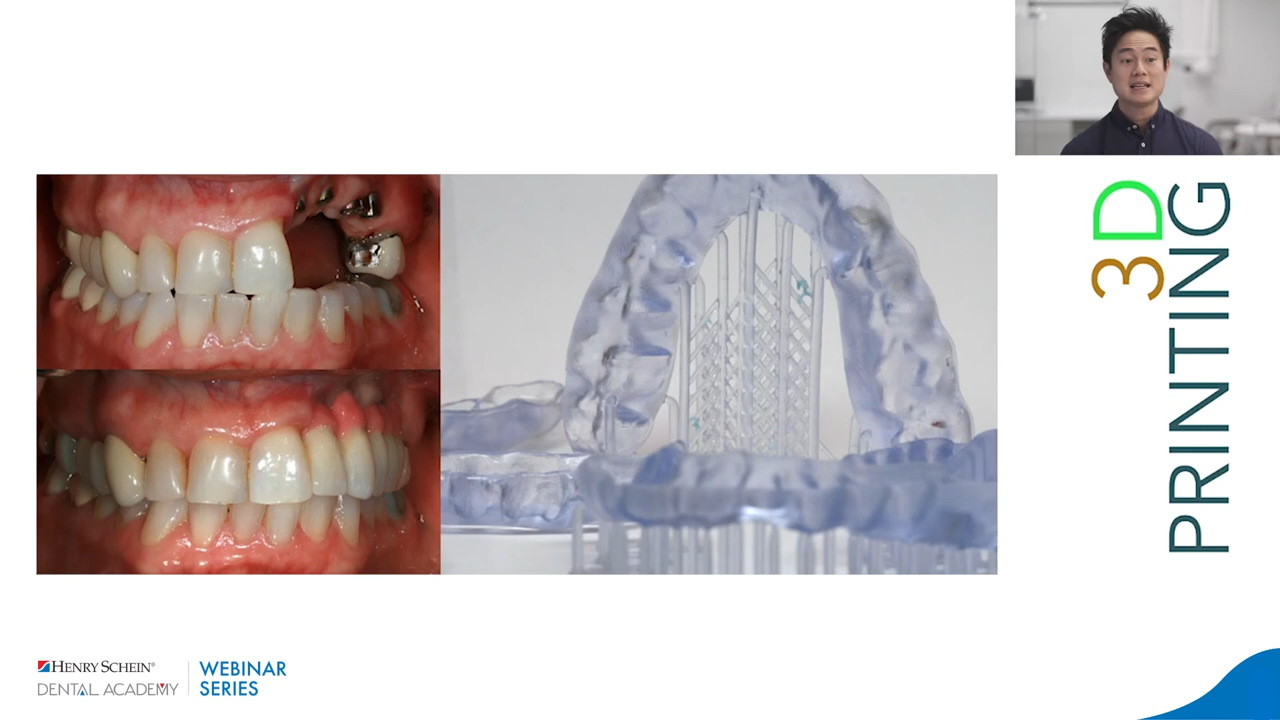 3D
PRINTING
HENRY SCHEIN®
DENTAL ACADEMY
WEBINAR
SERIES